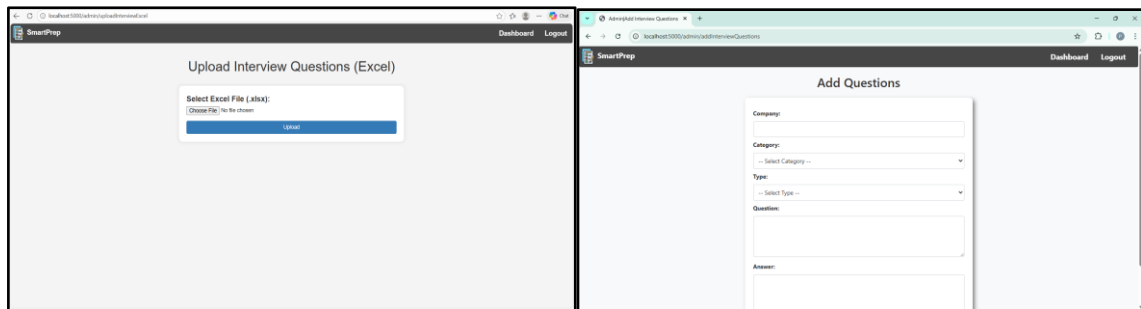 localhost:5000/admin/uploadInterviewExcel
Chat
SmartPrep
Dashboard Logout
Upload Interview Questions (Excel)
Select Excel File (.xlsx):
Choose File No file chosen
Upload
Admin|Add Interview Questions
localhost:5000/admin/addInterviewQuestions
SmartPrep
Dashboard Logout
Add Questions
Company:
Category:
-- Select Category --
Type:
-- Select Type --
Question:
Answer: